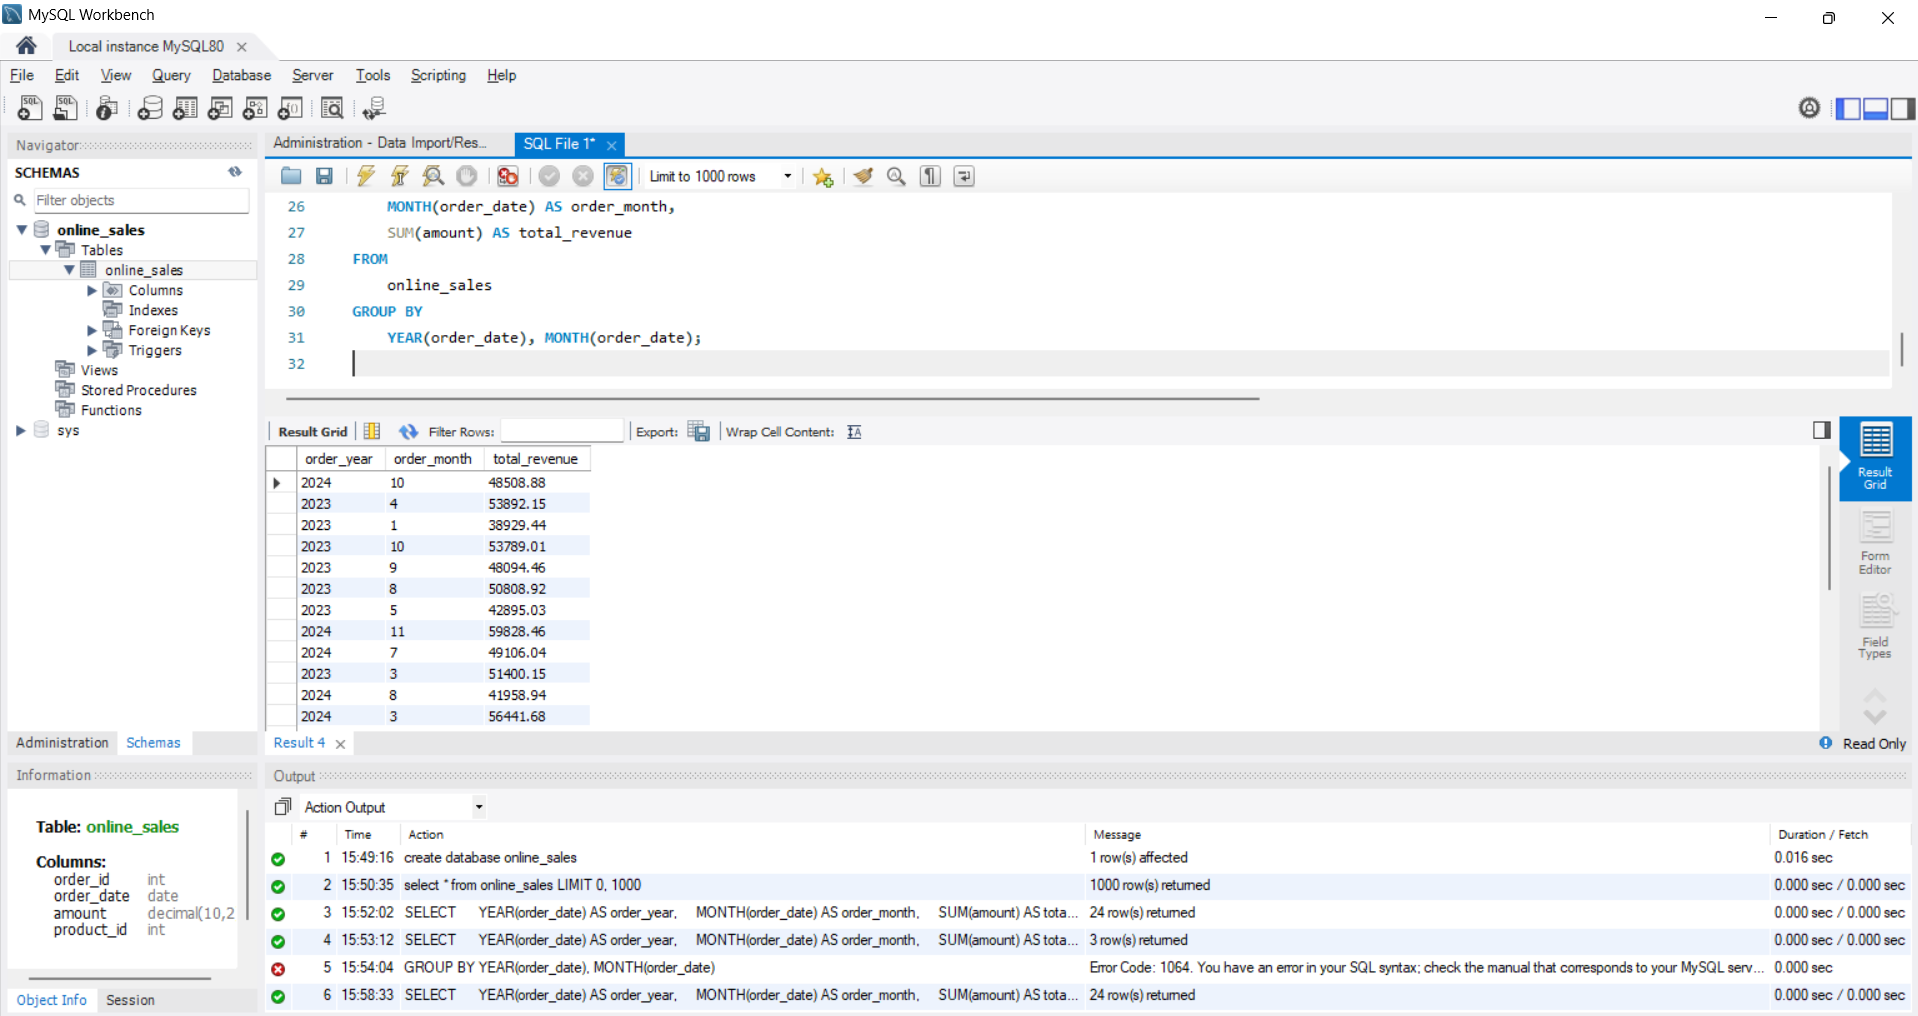 MySQL Workbench
Local instance MySQL80
File Edit View Query Database Server Tools Scripting Help
Navigator
SCHEMAS
Filter objects
online_sales
Tables
online_sales
Columns
Indexes
Foreign Keys
Triggers
Views
Stored Procedures
Functions
sys
Administration Schemas
Information
Table: online_sales
Columns:
order_id int
order_date date
amount decimal(10,2
product_id int
Object Info Session
Administration - Data Import/Res... SQL File 1*
Limit to 1000 rows
26 MONTH(order_date) AS order_month,
27 SUM(amount) AS total_revenue
28 FROM
29 online_sales
30 GROUP BY
31 YEAR(order_date), MONTH(order_date);
32
Result Grid Filter Rows: Export: Wrap Cell Content:
order_year order_month total_revenue
2024 10 48508.88
2023 4 53892.15
2023 1 38929.44
2023 10 53789.01
2023 9 48094.46
2023 8 50808.92
2023 5 42895.03
2024 11 59828.46
2024 7 49106.04
2023 3 51400.15
2024 8 41958.94
2024 3 56441.68
Result
Grid
Form
Editor
Field
Types
Result 4
Read Only
Output
Action Output
# Time Action Message Duration / Fetch
1 15:49:16 create database online_sales 1 row(s) affected 0.016 sec
2 15:50:35 select * from online_sales LIMIT 0, 1000 1000 row(s) returned 0.000 sec / 0.000 sec
3 15:52:02 SELECT YEAR(order_date) AS order_year, MONTH(order_date) AS order_month, SUM(amount) AS tota... 24 row(s) returned 0.000 sec / 0.000 sec
4 15:53:12 SELECT YEAR(order_date) AS order_year, MONTH(order_date) AS order_month, SUM(amount) AS tota... 3 row(s) returned 0.000 sec / 0.000 sec
5 15:54:04 GROUP BY YEAR(order_date), MONTH(order_date) Error Code: 1064. You have an error in your SQL syntax; check the manual that corresponds to your MySQL serv... 0.000 sec
6 15:58:33 SELECT YEAR(order_date) AS order_year, MONTH(order_date) AS order_month, SUM(amount) AS tota... 24 row(s) returned 0.000 sec / 0.000 sec